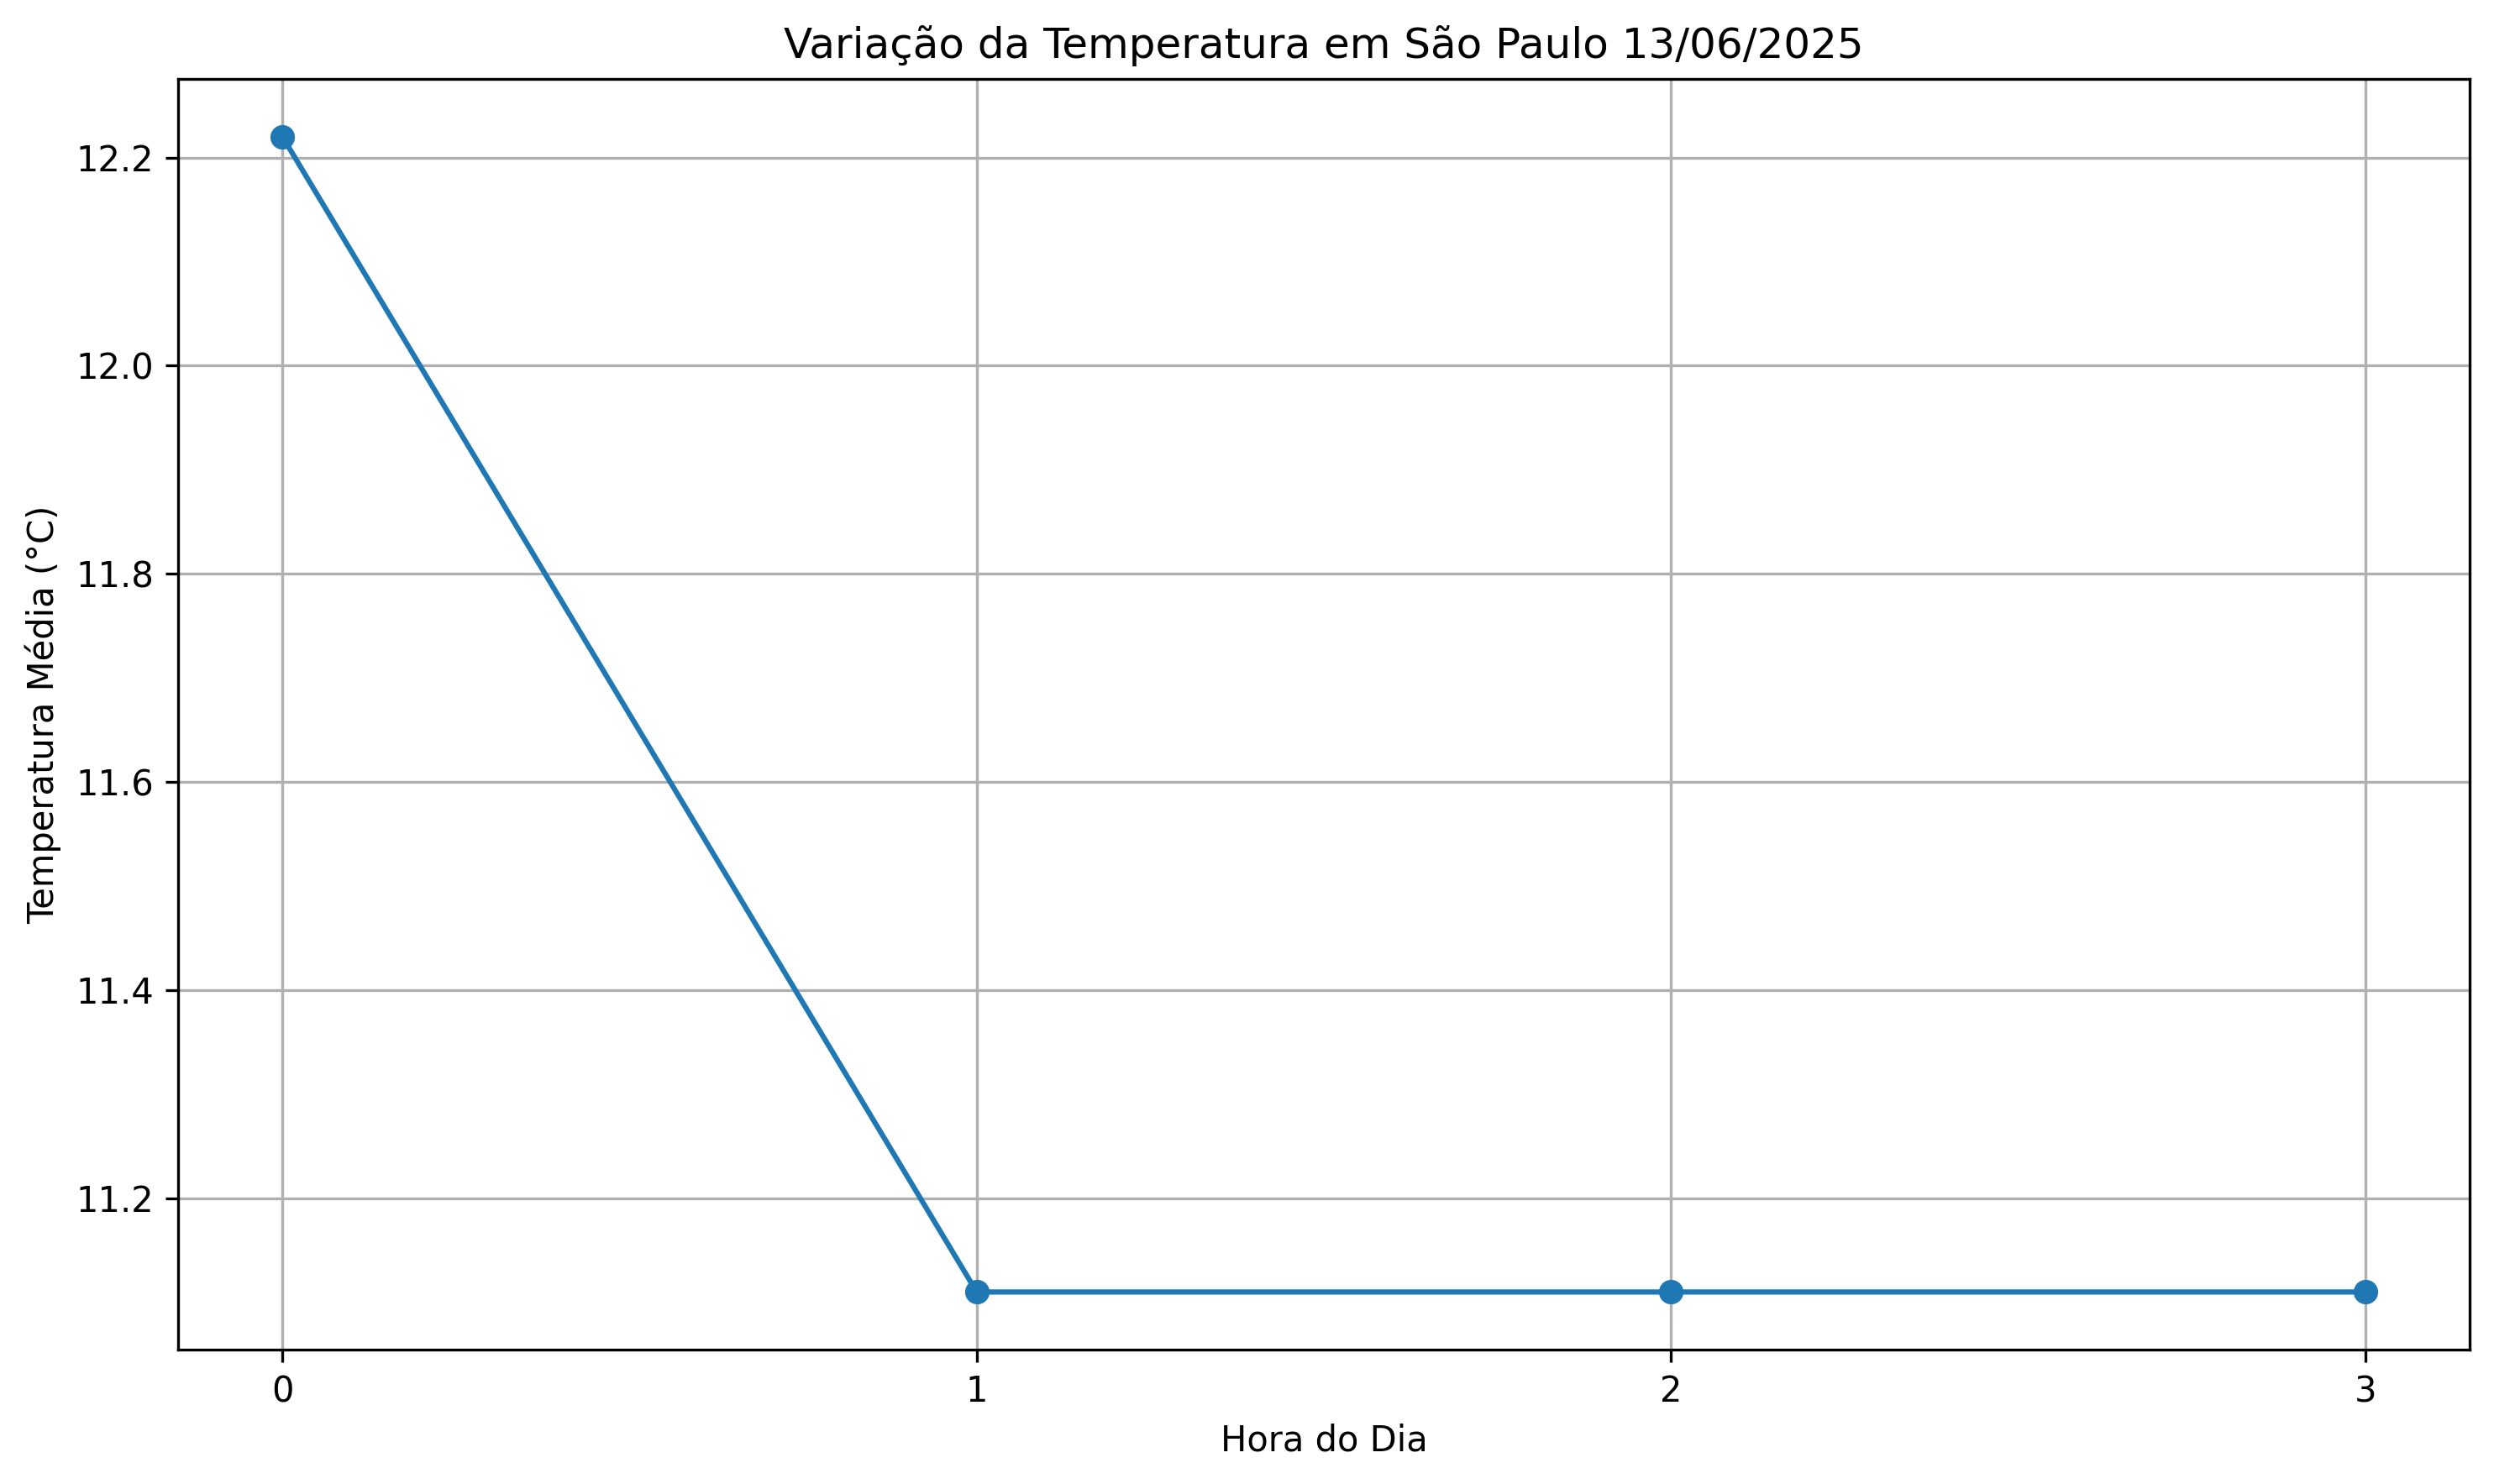 Variação da Temperatura em São Paulo 13/06/2025
Temperatura Média (°C)
12.2
12.0
11.8
11.6
11.4
11.2
0 1 2 3
Hora do Dia